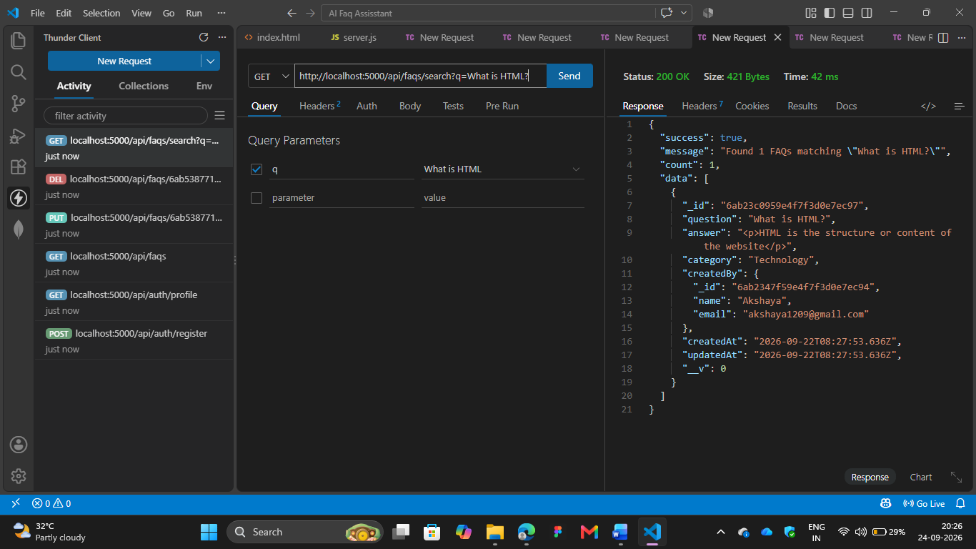 File Edit Selection View Go Run ··· AI Faq Assisstant
Thunder Client ···
index.html JS server.js TC New Request TC New Request TC New Request TC New Request TC New Request TC New R ···
New Request
Activity Collections Env
filter activity
GET localhost:5000/api/faqs/search?q=...
just now
DEL localhost:5000/api/faqs/6ab538771...
just now
PUT localhost:5000/api/faqs/6ab538771...
just now
GET localhost:5000/api/faqs
just now
GET localhost:5000/api/auth/profile
just now
POST localhost:5000/api/auth/register
just now
GET http://localhost:5000/api/faqs/search?q=What is HTML? Send
Query Headers 2 Auth Body Tests Pre Run
Query Parameters
q What is HTML
parameter value
Status: 200 OK Size: 421 Bytes Time: 42 ms
Response Headers 7 Cookies Results Docs </>
1 {
2 "success": true,
3 "message": "Found 1 FAQs matching \"What is HTML?\"",
4 "count": 1,
5 "data": [
6 {
7 "_id": "6ab23c0959e4f7f3d0e7ec97",
8 "question": "What is HTML?",
9 "answer": "<p>HTML is the structure or content of
the website</p>",
10 "category": "Technology",
11 "createdBy": {
12 "_id": "6ab2347f59e4f7f3d0e7ec94",
13 "name": "Akshaya",
14 "email": "akshaya1209@gmail.com"
15 },
16 "createdAt": "2026-09-22T08:27:53.636Z",
17 "updatedAt": "2026-09-22T08:27:53.636Z",
18 "__v": 0
19 }
20 ]
21 }
Response Chart
0 0 Go Live
32°C
Partly cloudy
Search
ENG
IN
29%
20:26
24-09-2026